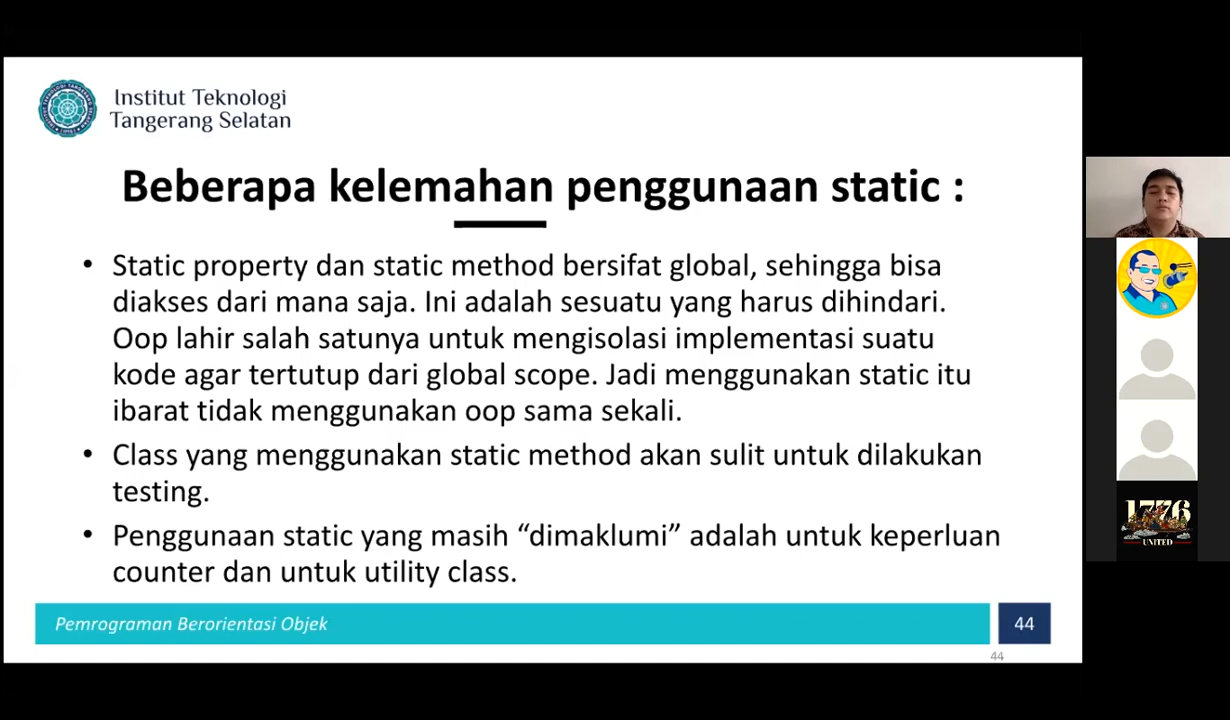 Institut Teknologi
Tangerang Selatan
Beberapa kelemahan penggunaan static :
• Static property dan static method bersifat global, sehingga bisa
diakses dari mana saja. Ini adalah sesuatu yang harus dihindari.
Oop lahir salah satunya untuk mengisolasi implementasi suatu
kode agar tertutup dari global scope. Jadi menggunakan static itu
ibarat tidak menggunakan oop sama sekali.
• Class yang menggunakan static method akan sulit untuk dilakukan
testing.
• Penggunaan static yang masih “dimaklumi” adalah untuk keperluan
counter dan untuk utility class.
Pemrograman Berorientasi Objek
44
44
1776
UNITED